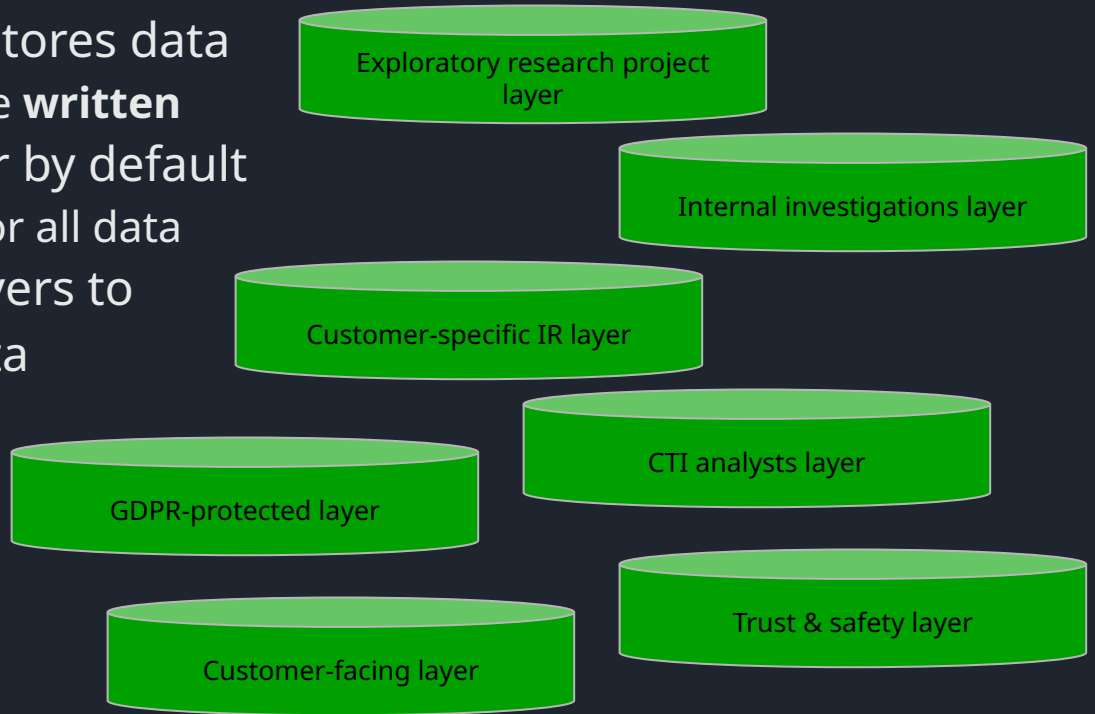 tores data
e written
r by default
or all data
yers to
ta
Exploratory research project
layer
Internal investigations layer
Customer-specific IR layer
CTI analysts layer
GDPR-protected layer
Trust & safety layer
Customer-facing layer